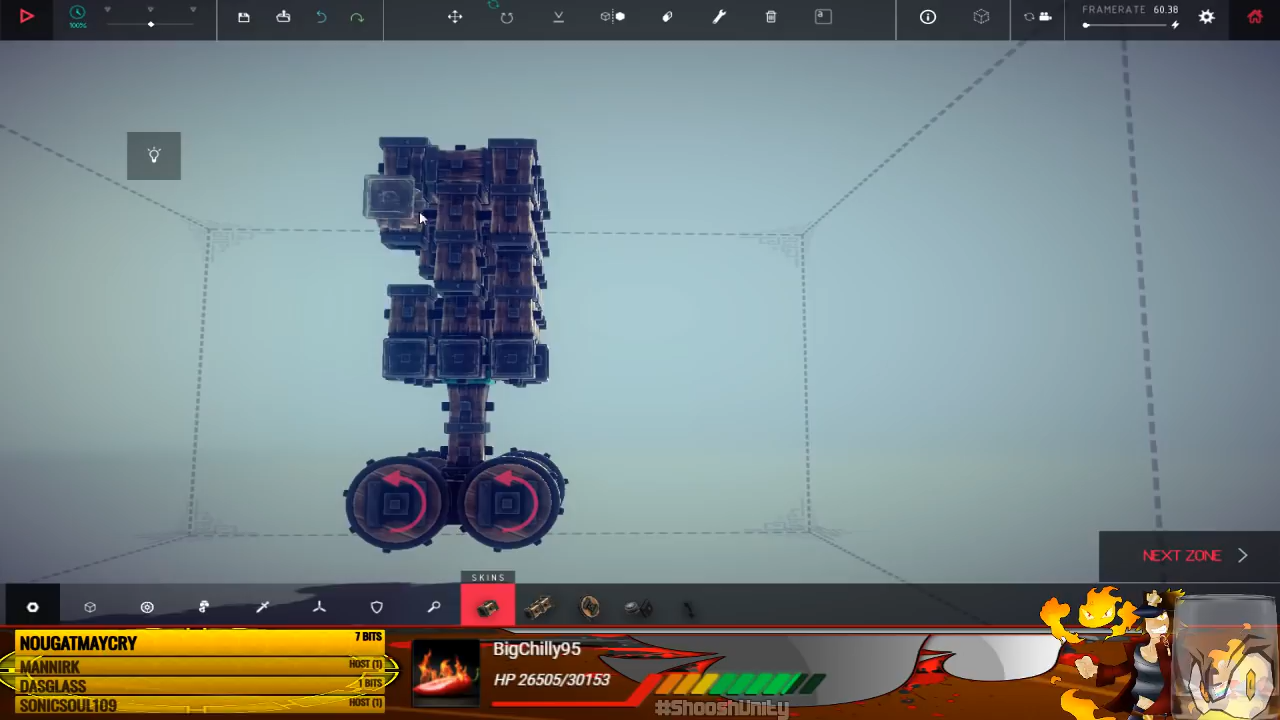 100%
FRAMERATE 60.38
NEXT ZONE
SKINS
NOUGATMAYCRY 7 BITS
MANNIRK HOST (1)
DASGLASS 1 BITS
SONICSOUL109 HOST (1)
BigChilly95
HP 26505/30153
#ShooshUnity